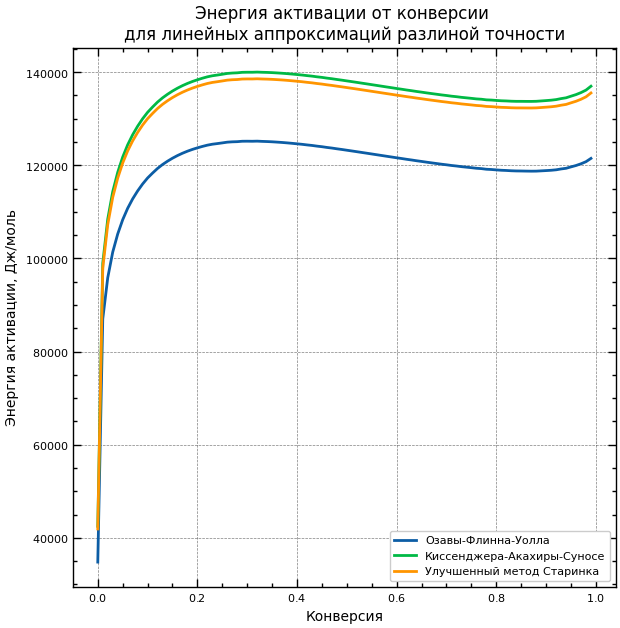 Энергия активации от конверсии
для линейных аппроксимаций разлиной точности
Энергия активации, Дж/моль
140000
120000
100000
80000
60000
40000
0.0
0.2
0.4
0.6
0.8
1.0
Конверсия
Озавы-Флинна-Уолла
Киссенджера-Акахиры-Суносе
Улучшенный метод Старинка